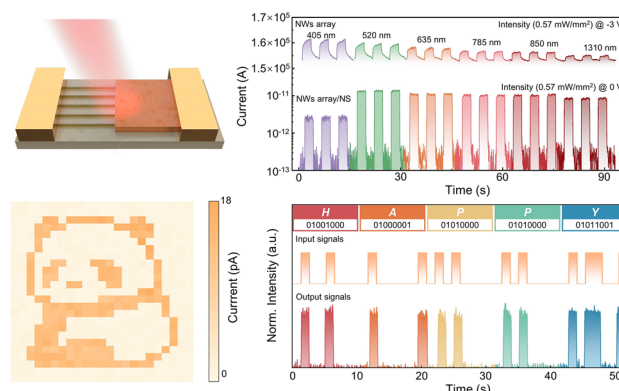 1.7×10⁵
NWs array
Intensity (0.57 mW/mm²) @ -3 V
405 nm
520 nm
635 nm
785 nm
850 nm
1310 nm
1.6×10⁵
1.5×10⁵
Current (A)
10⁻¹¹
NWs array/NS
Intensity (0.57 mW/mm²) @ 0 V
10⁻¹²
10⁻¹³
0
30
60
90
Time (s)
18
Currrent (pA)
0
H
A
P
P
Y
01001000
01000001
01010000
01010000
01011001
Input signals
Output signals
Norm. Intensity (a.u.)
0
10
20
30
40
50
Time (s)